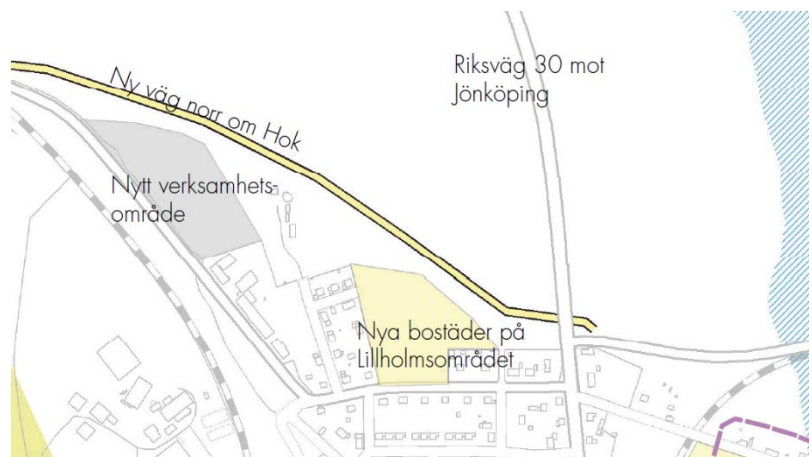 Ny väg norr om Hok
Riksväg 30 mot
Jönköping
Nytt verksamhets-
område
Nya bostäder på
Lillholmsområdet